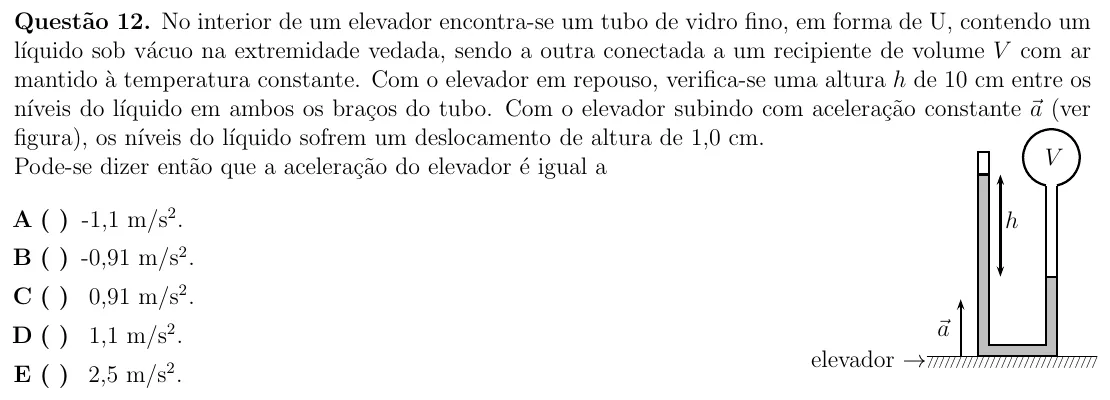 Questão 12. No interior de um elevador encontra-se um tubo de vidro fino, em forma de U, contendo um
líquido sob vácuo na extremidade vedada, sendo a outra conectada a um recipiente de volume V com ar
mantido à temperatura constante. Com o elevador em repouso, verifica-se uma altura h de 10 cm entre os
níveis do líquido em ambos os braços do tubo. Com o elevador subindo com aceleração constante a⃗ (ver
figura), os níveis do líquido sofrem um deslocamento de altura de 1,0 cm.
Pode-se dizer então que a aceleração do elevador é igual a
A ( ) -1,1 m/s².
B ( ) -0,91 m/s².
C ( ) 0,91 m/s².
D ( ) 1,1 m/s².
E ( ) 2,5 m/s².
V
h
a⃗
elevador →